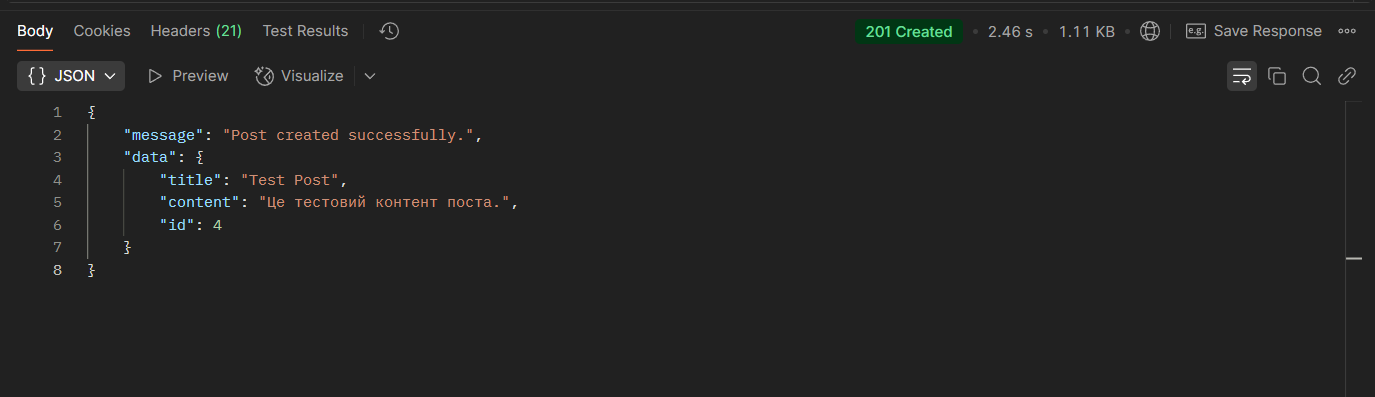 Body Cookies Headers (21) Test Results 201 Created • 2.46 s • 1.11 KB • e.g. Save Response
{} JSON Preview Visualize
1 {
2 "message": "Post created successfully.",
3 "data": {
4 "title": "Test Post",
5 "content": "Це тестовий контент поста.",
6 "id": 4
7 }
8 }